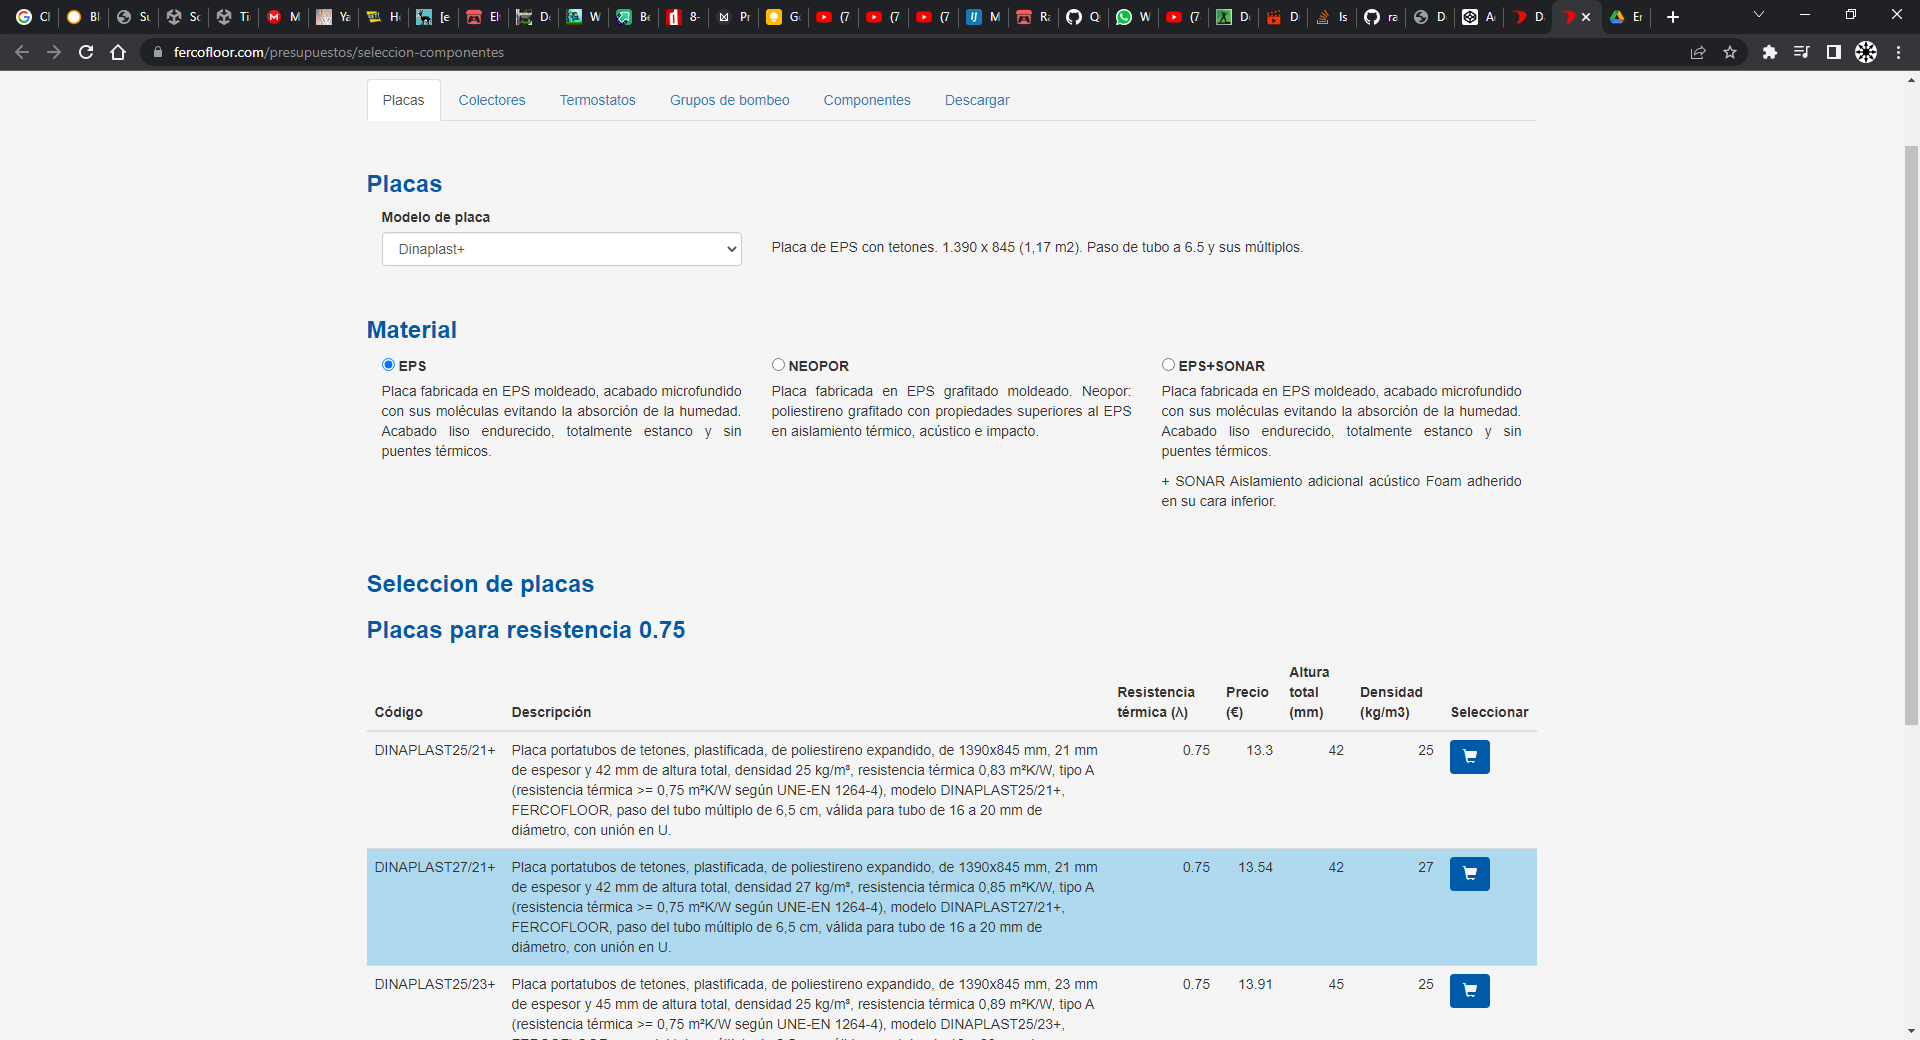 Cl
Bl
Su
Sc
Ti
M
Ya
Ho
[e
El
De
W
Be
8-
Pr
Gc
(7
(7
(7
M
Ra
Q
W
(7
Di
Is
ra
D
A
D
Er
fercofloor.com/presupuestos/seleccion-componentes
Placas
Colectores
Termostatos
Grupos de bombeo
Componentes
Descargar
Placas
Modelo de placa
Dinaplast+
Placa de EPS con tetones. 1.390 x 845 (1,17 m2). Paso de tubo a 6.5 y sus múltiplos.
Material
EPS
Placa fabricada en EPS moldeado, acabado microfundido
con sus moléculas evitando la absorción de la humedad.
Acabado liso endurecido, totalmente estanco y sin
puentes térmicos.
NEOPOR
Placa fabricada en EPS grafitado moldeado. Neopor:
poliestireno grafitado con propiedades superiores al EPS
en aislamiento térmico, acústico e impacto.
EPS+SONAR
Placa fabricada en EPS moldeado, acabado microfundido
con sus moléculas evitando la absorción de la humedad.
Acabado liso endurecido, totalmente estanco y sin
puentes térmicos.
+ SONAR Aislamiento adicional acústico Foam adherido
en su cara inferior.
Seleccion de placas
Placas para resistencia 0.75
Código
Descripción
Resistencia
térmica (Λ)
Precio
(€)
Altura
total
(mm)
Densidad
(kg/m3)
Seleccionar
DINAPLAST25/21+
Placa portatubos de tetones, plastificada, de poliestireno expandido, de 1390x845 mm, 21 mm
de espesor y 42 mm de altura total, densidad 25 kg/m³, resistencia térmica 0,83 m²K/W, tipo A
(resistencia térmica >= 0,75 m²K/W según UNE-EN 1264-4), modelo DINAPLAST25/21+,
FERCOFLOOR, paso del tubo múltiplo de 6,5 cm, válida para tubo de 16 a 20 mm de
diámetro, con unión en U.
0.75
13.3
42
25
DINAPLAST27/21+
Placa portatubos de tetones, plastificada, de poliestireno expandido, de 1390x845 mm, 21 mm
de espesor y 42 mm de altura total, densidad 27 kg/m³, resistencia térmica 0,85 m²K/W, tipo A
(resistencia térmica >= 0,75 m²K/W según UNE-EN 1264-4), modelo DINAPLAST27/21+,
FERCOFLOOR, paso del tubo múltiplo de 6,5 cm, válida para tubo de 16 a 20 mm de
diámetro, con unión en U.
0.75
13.54
42
27
DINAPLAST25/23+
Placa portatubos de tetones, plastificada, de poliestireno expandido, de 1390x845 mm, 23 mm
de espesor y 45 mm de altura total, densidad 25 kg/m³, resistencia térmica 0,89 m²K/W, tipo A
(resistencia térmica >= 0,75 m²K/W según UNE-EN 1264-4), modelo DINAPLAST25/23+,
0.75
13.91
45
25